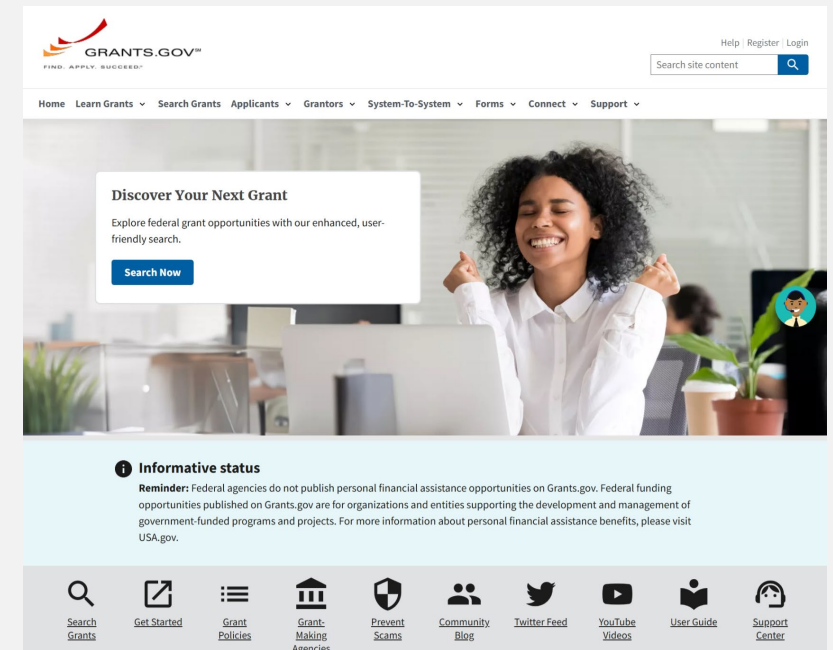 GRANTS.GOV℠
FIND. APPLY. SUCCEED.℠
Help | Register | Login
Search site content
Home Learn Grants Search Grants Applicants Grantors System-To-System Forms Connect Support
Discover Your Next Grant
Explore federal grant opportunities with our enhanced, user-
friendly search.
Search Now
Informative status
Reminder: Federal agencies do not publish personal financial assistance opportunities on Grants.gov. Federal funding
opportunities published on Grants.gov are for organizations and entities supporting the development and management of
government-funded programs and projects. For more information about personal financial assistance benefits, please visit
USA.gov.
Search Get Started Grant Grant- Prevent Community Twitter Feed YouTube User Guide Support
Grants Policies Making Scams Blog Videos Center
Agencies